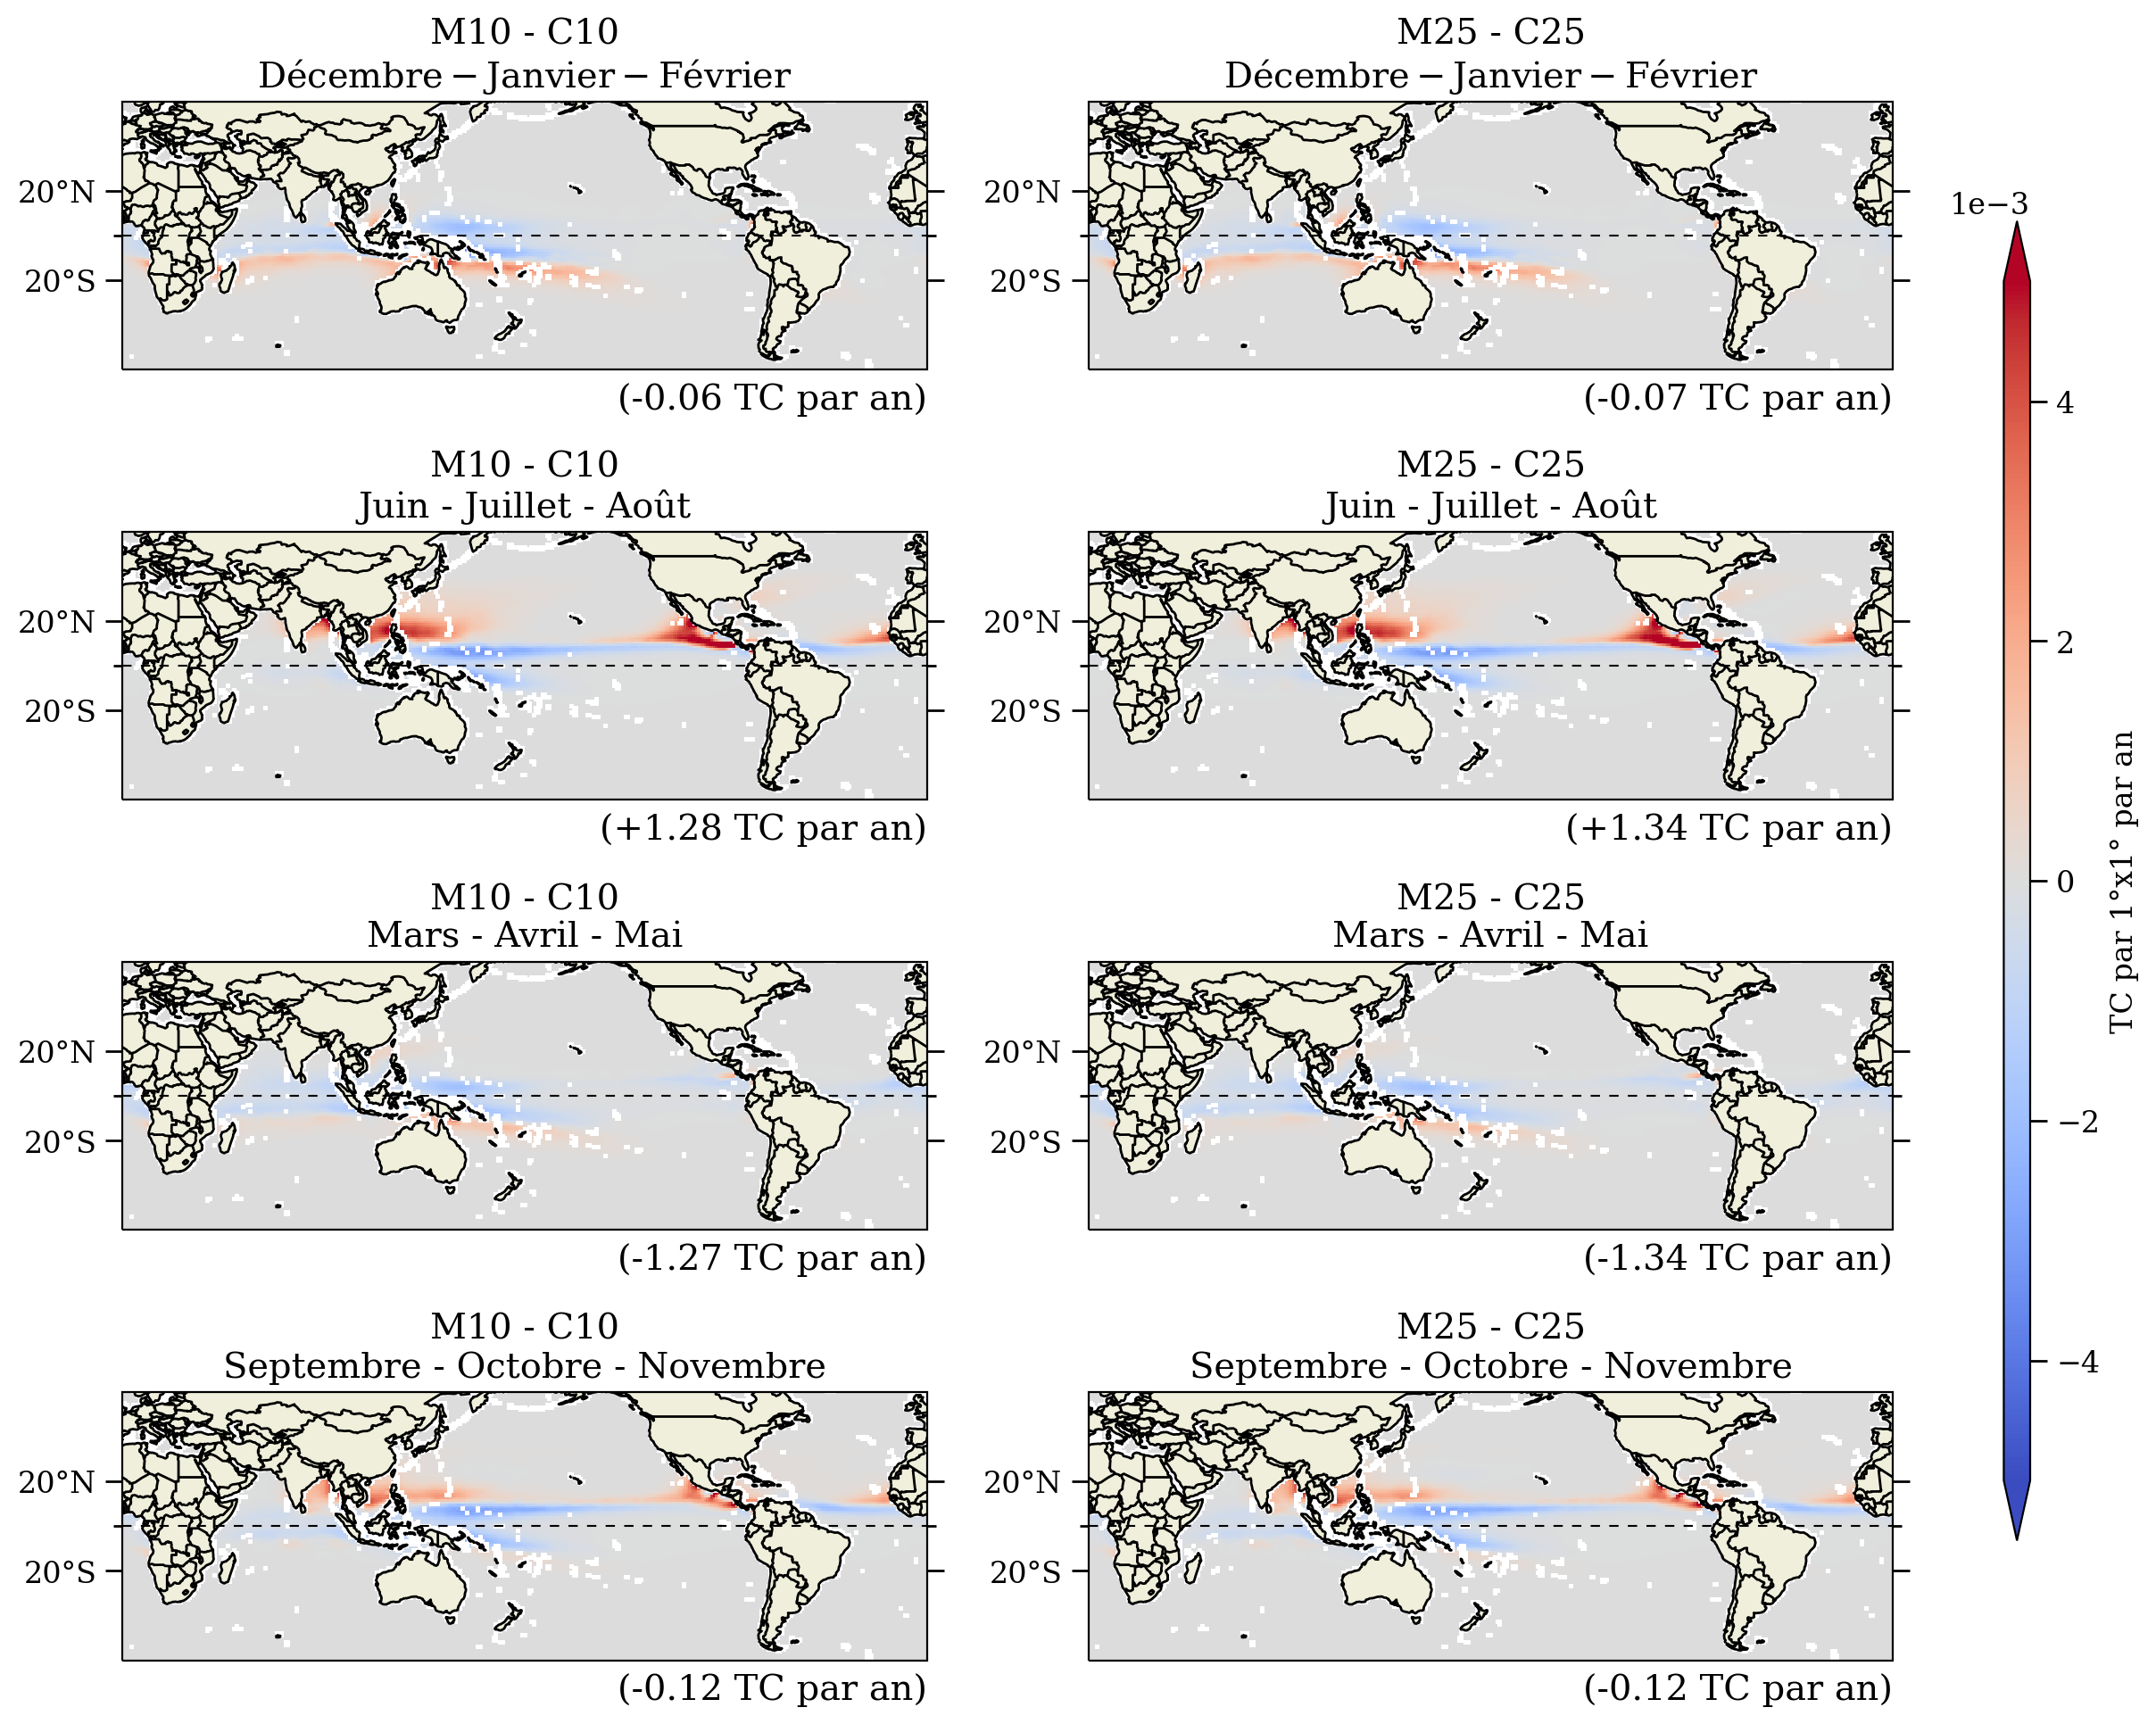 M10 - C10
Décembre − Janvier − Février
20°N
20°S
(-0.06 TC par an)
M25 - C25
Décembre − Janvier − Février
20°N
20°S
(-0.07 TC par an)
M10 - C10
Juin - Juillet - Août
20°N
20°S
(+1.28 TC par an)
M25 - C25
Juin - Juillet - Août
20°N
20°S
(+1.34 TC par an)
M10 - C10
Mars - Avril - Mai
20°N
20°S
(-1.27 TC par an)
M25 - C25
Mars - Avril - Mai
20°N
20°S
(-1.34 TC par an)
M10 - C10
Septembre - Octobre - Novembre
20°N
20°S
(-0.12 TC par an)
M25 - C25
Septembre - Octobre - Novembre
20°N
20°S
(-0.12 TC par an)
1e−3
4
2
0
−2
−4
TC par 1°x1° par an